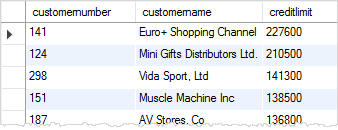 customernumber customername creditlimit
141 Euro+ Shopping Channel 227600
124 Mini Gifts Distributors Ltd. 210500
298 Vida Sport, Ltd 141300
151 Muscle Machine Inc 138500
187 AV Stores, Co. 136800